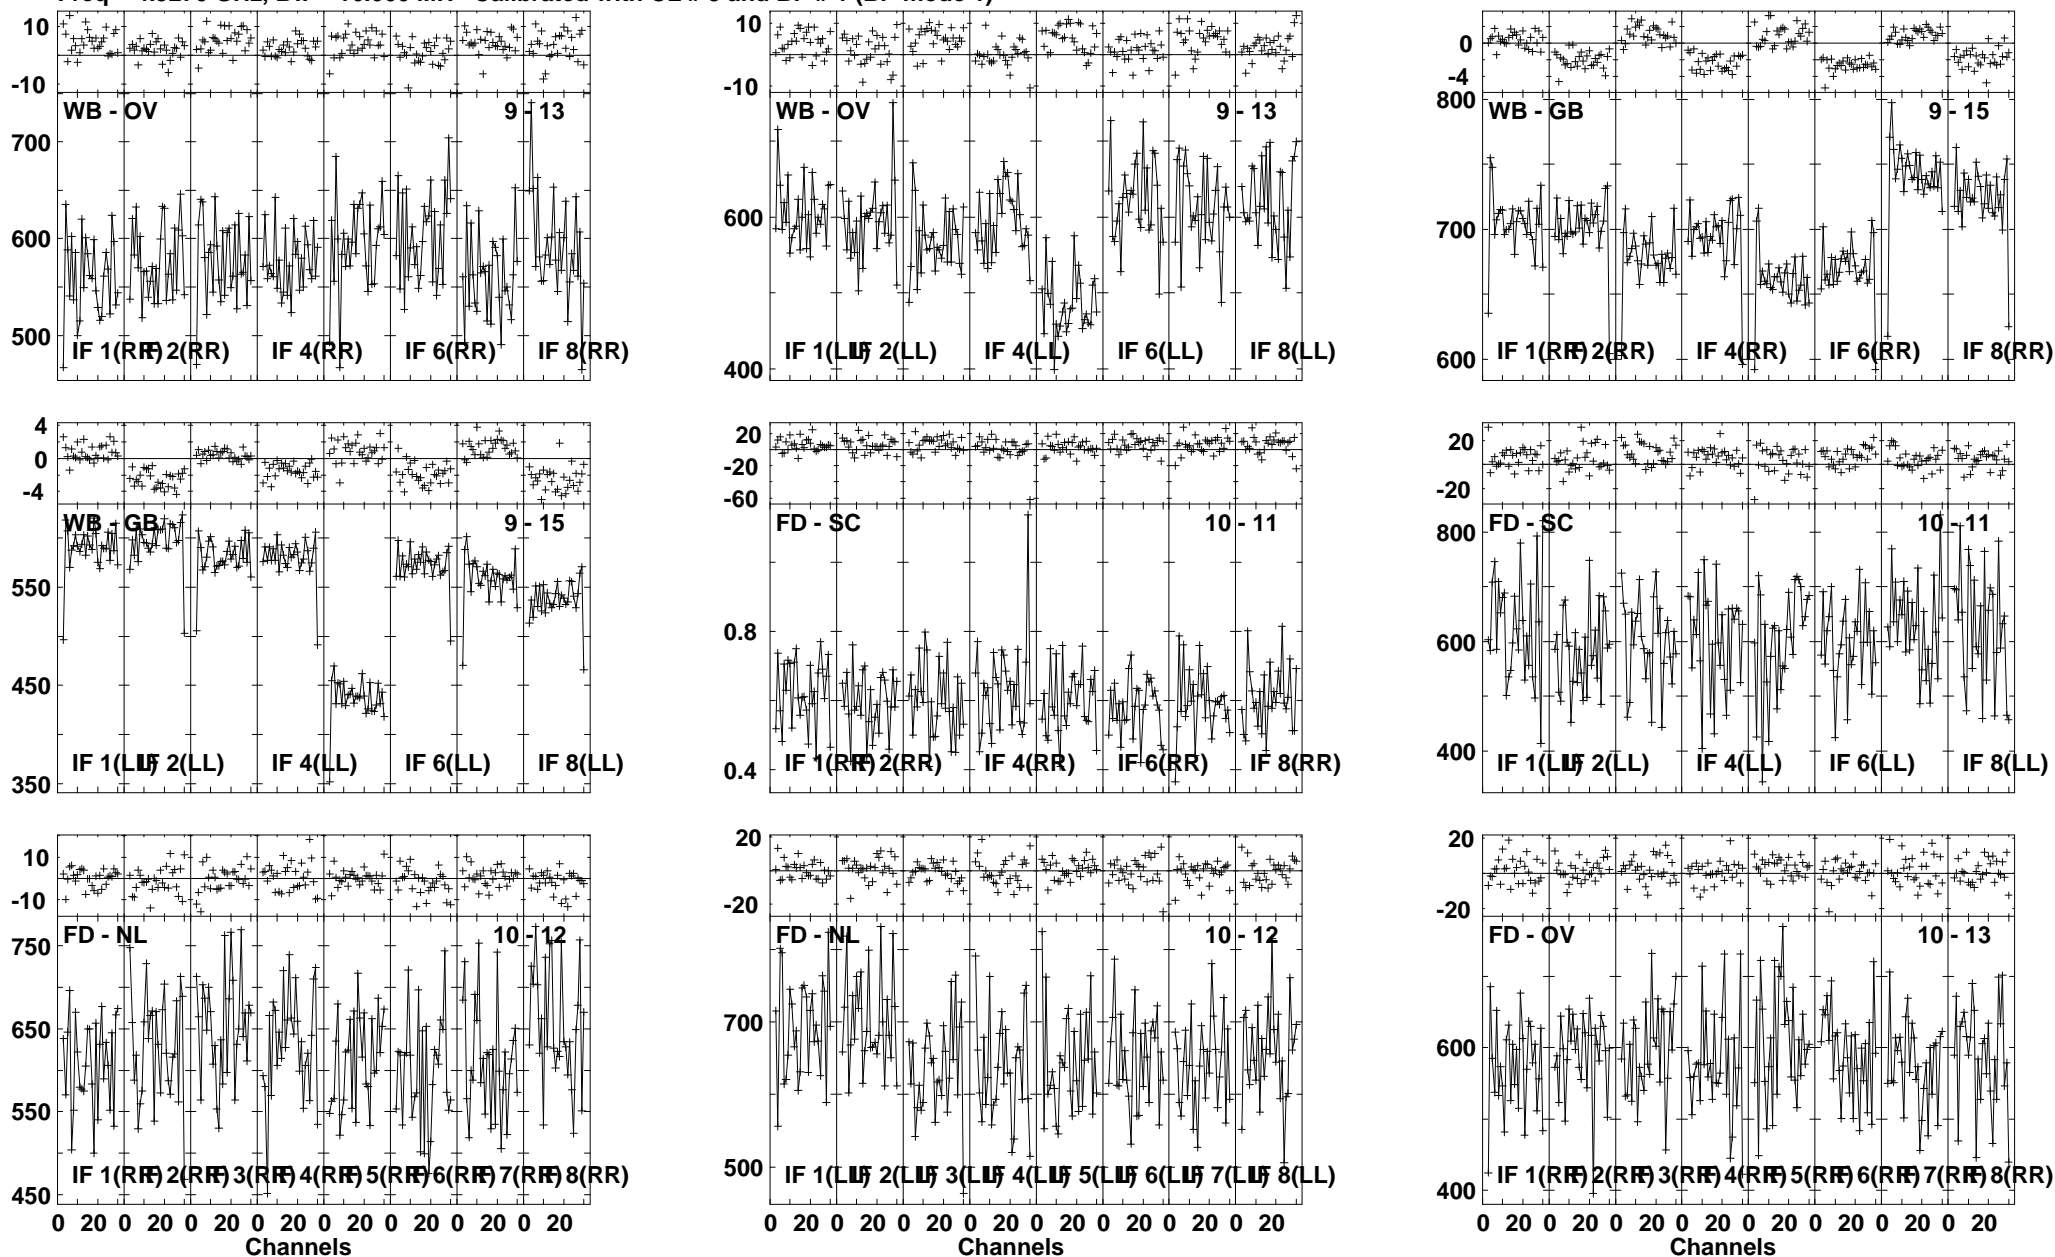 10
-10
WB - OV 9 - 13
700
600
500
IF 1(RR) IF 2(RR) IF 4(RR) IF 6(RR) IF 8(RR)
10
-10
WB - OV 9 - 13
600
400
IF 1(LL) IF 2(LL) IF 4(LL) IF 6(LL) IF 8(LL)
0
-4
WB - GB 9 - 15
800
700
600
IF 1(RR) IF 2(RR) IF 4(RR) IF 6(RR) IF 8(RR)
4
0
-4
WB - GB 9 - 15
550
450
350
IF 1(LL) IF 2(LL) IF 4(LL) IF 6(LL) IF 8(LL)
20
-20
-60
FD - SC 10 - 11
0.8
0.4
IF 1(RR) IF 2(RR) IF 4(RR) IF 6(RR) IF 8(RR)
20
-20
FD - SC 10 - 11
800
600
400
IF 1(LL) IF 2(LL) IF 4(LL) IF 6(LL) IF 8(LL)
10
-10
FD - NL 10 - 12
750
650
550
450
IF 1(RR) IF 2(RR) IF 3(RR) IF 4(RR) IF 5(RR) IF 6(RR) IF 7(RR) IF 8(RR)
0 20 0 20 0 20 0 20 0 20 0 20 0 20 0 20
Channels
20
-20
FD - NL 10 - 12
700
500
IF 1(LL) IF 2(LL) IF 3(LL) IF 4(LL) IF 5(LL) IF 6(LL) IF 7(LL) IF 8(LL)
0 20 0 20 0 20 0 20 0 20 0 20 0 20 0 20
Channels
20
-20
FD - OV 10 - 13
600
400
IF 1(RR) IF 2(RR) IF 3(RR) IF 4(RR) IF 5(RR) IF 6(RR) IF 7(RR) IF 8(RR)
0 20 0 20 0 20 0 20 0 20 0 20 0 20 0 20
Channels